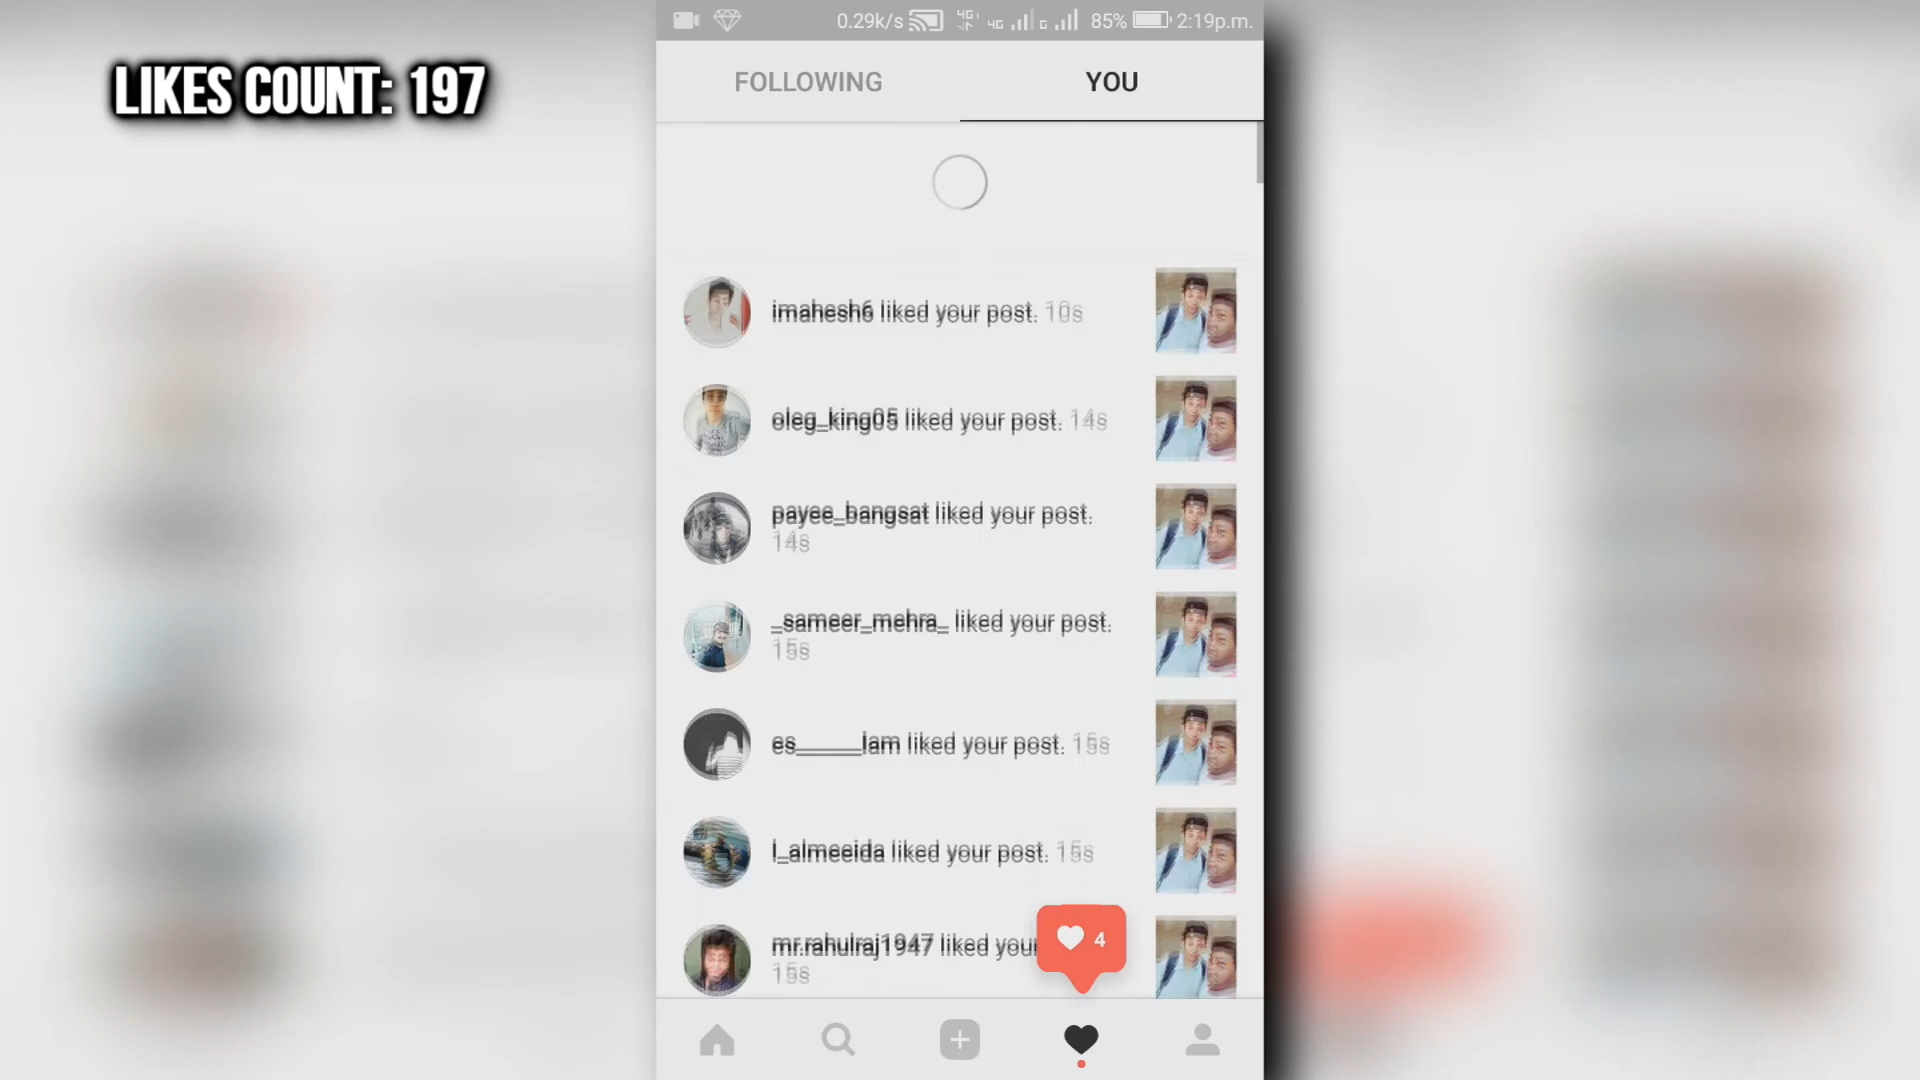 LIKES COUNT: 197
0.29k/s 4G 4G G 85% 2:19p.m.
FOLLOWING YOU
imahesh6 liked your post. 10s
oleg_king05 liked your post. 14s
payee_bangsat liked your post.
14s
_sameer_mehra_ liked your post.
15s
es______lam liked your post. 15s
l_almeeida liked your post. 15s
mr.rahulraj1947 liked your
15s
4